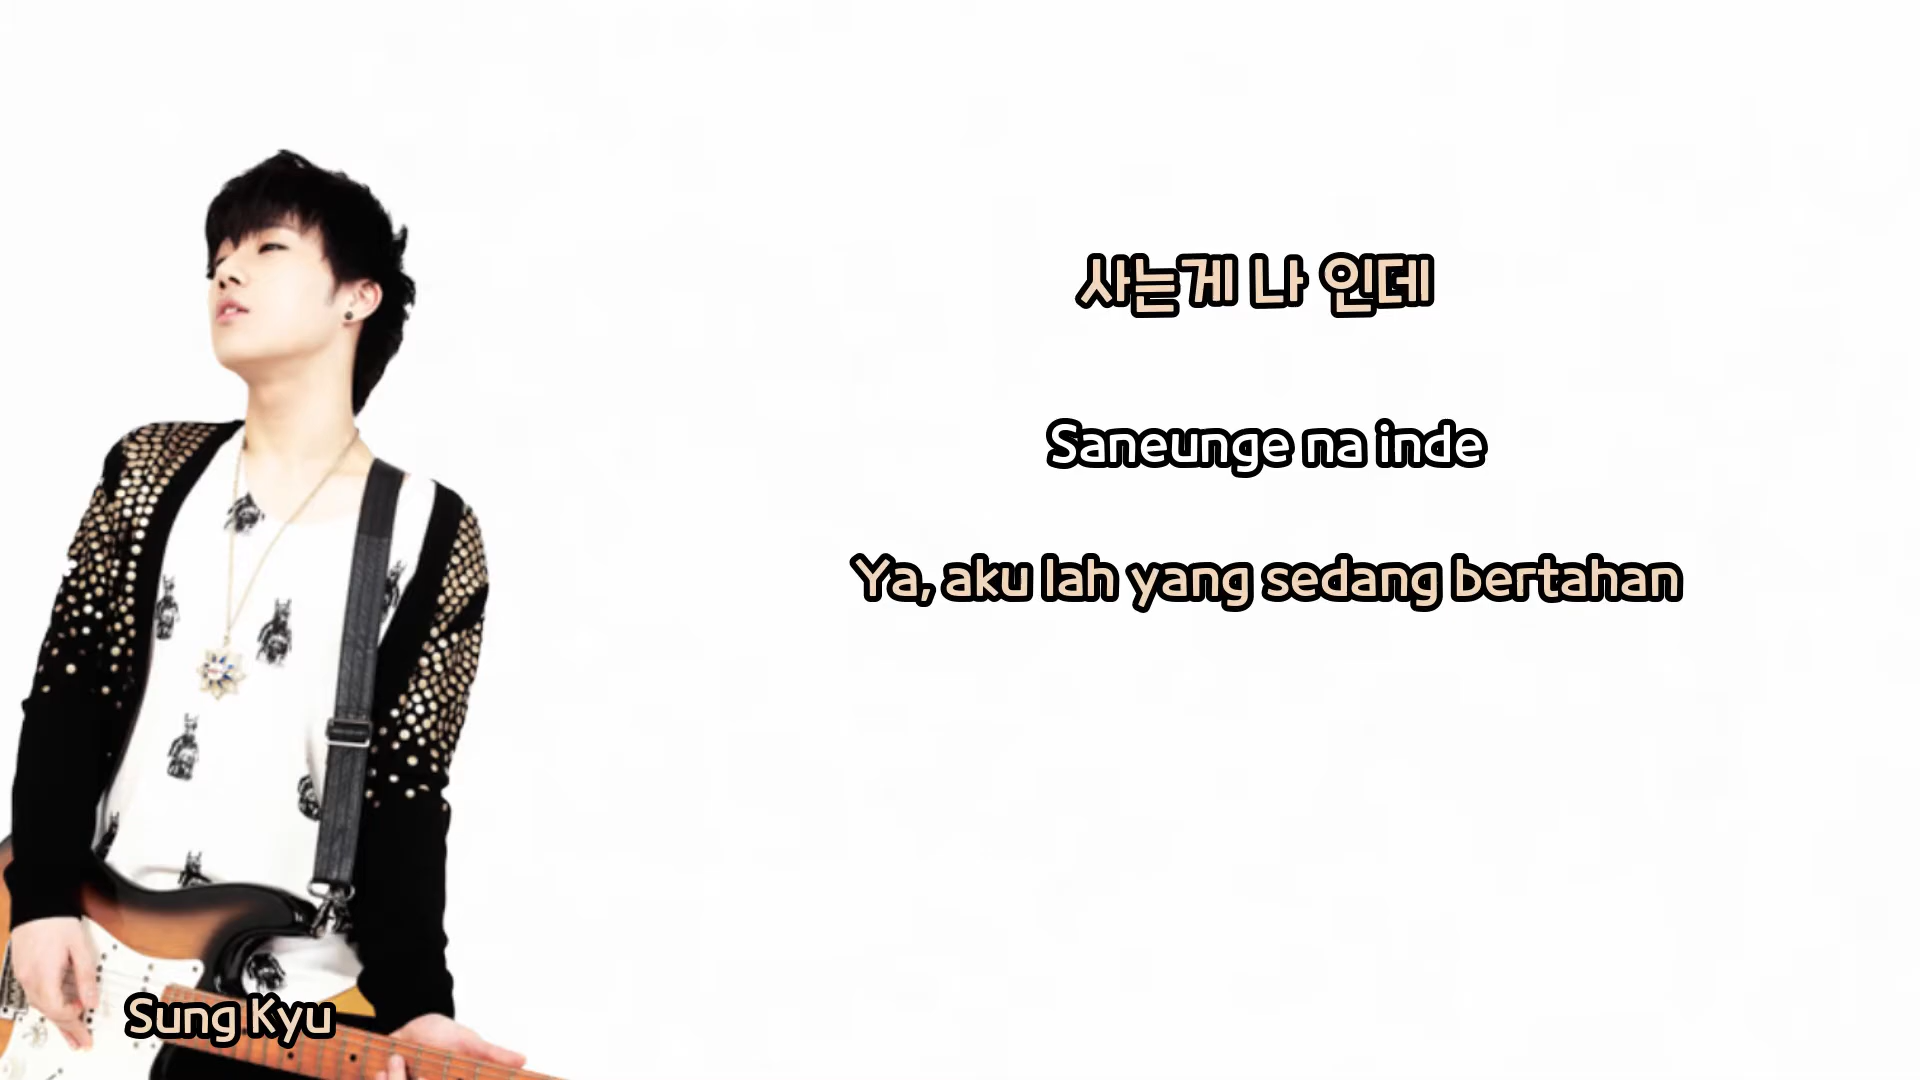 사는게 나 인데
Saneunge na inde
Ya, aku lah yang sedang bertahan
Sung Kyu